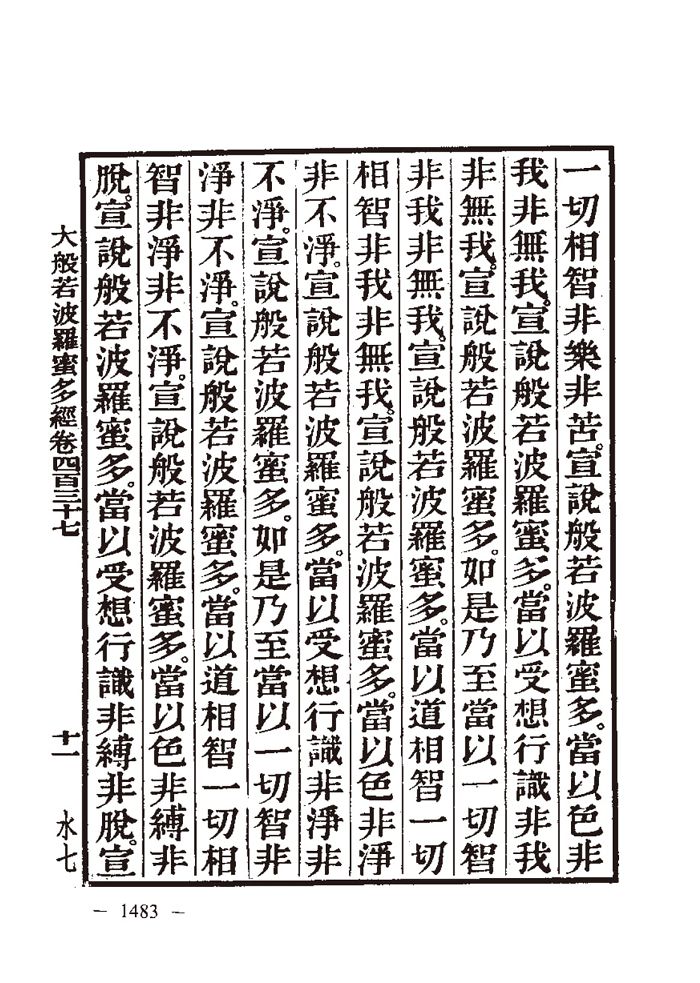 一切相智非樂非苦。宣說般若波羅蜜多。當以色非
我非無我。宣說般若波羅蜜多。當以受想行識非我
非無我。宣說般若波羅蜜多。如是乃至當以一切智
非我非無我。宣說般若波羅蜜多。當以道相智一切
相智非我非無我。宣說般若波羅蜜多。當以色非淨
非不淨。宣說般若波羅蜜多。當以受想行識非淨非
不淨。宣說般若波羅蜜多。如是乃至當以一切智非
淨非不淨。宣說般若波羅蜜多。當以道相智一切相
智非淨非不淨。宣說般若波羅蜜多。當以色非縛非
脫。宣說般若波羅蜜多。當以受想行識非縛非脫。宣
大般若波羅蜜多經卷四百三十七 十一 水七
— 1483 —